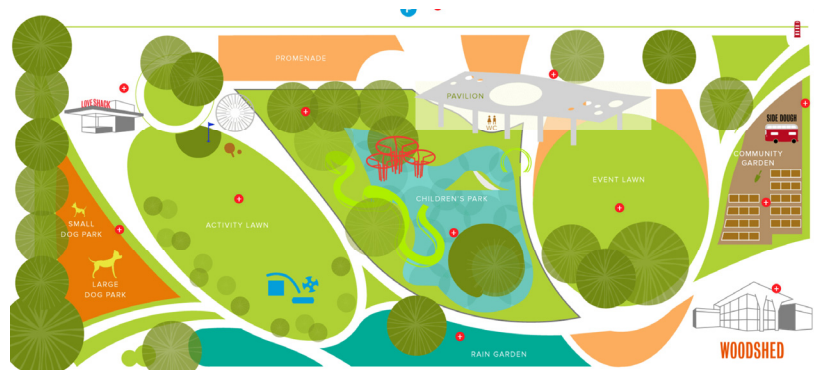 PROMENADE
LOVE SHACK
PAVILION
WC
SIDE DOUGH
COMMUNITY
GARDEN
EVENT LAWN
CHILDREN'S PARK
ACTIVITY LAWN
SMALL
DOG PARK
LARGE
DOG PARK
RAIN GARDEN
WOODSHED